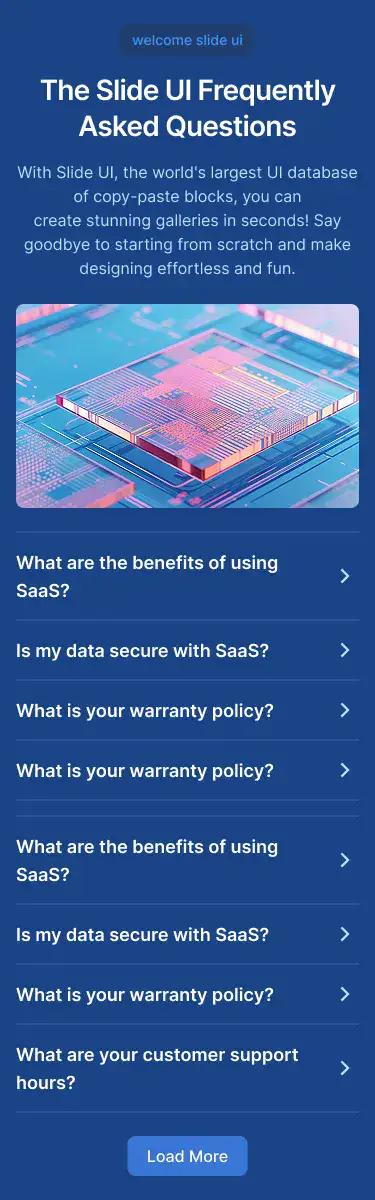 welcome slide ui
The Slide UI Frequently
Asked Questions
With Slide UI, the world's largest UI database
of copy-paste blocks, you can
create stunning galleries in seconds! Say
goodbye to starting from scratch and make
designing effortless and fun.
What are the benefits of using
SaaS?
Is my data secure with SaaS?
What is your warranty policy?
What is your warranty policy?
What are the benefits of using
SaaS?
Is my data secure with SaaS?
What is your warranty policy?
What are your customer support
hours?
Load More